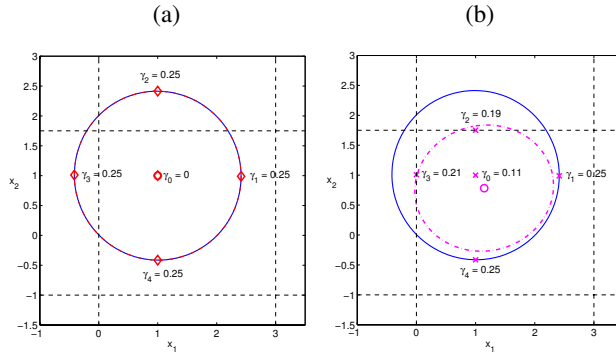 (a)
(b)
3
2.5
2
1.5
1
0.5
0
−0.5
−1
−1.5
x₂
−1
0
1
2
3
x₁
γ₂ = 0.25
γ₃ = 0.25
γ₀ = 0
γ₁ = 0.25
γ₄ = 0.25
3
2.5
2
1.5
1
0.5
0
−0.5
−1
−1.5
x₂
−1
0
1
2
3
x₁
γ₂ = 0.19
γ₃ = 0.21
γ₀ = 0.11
γ₁ = 0.25
γ₄ = 0.25